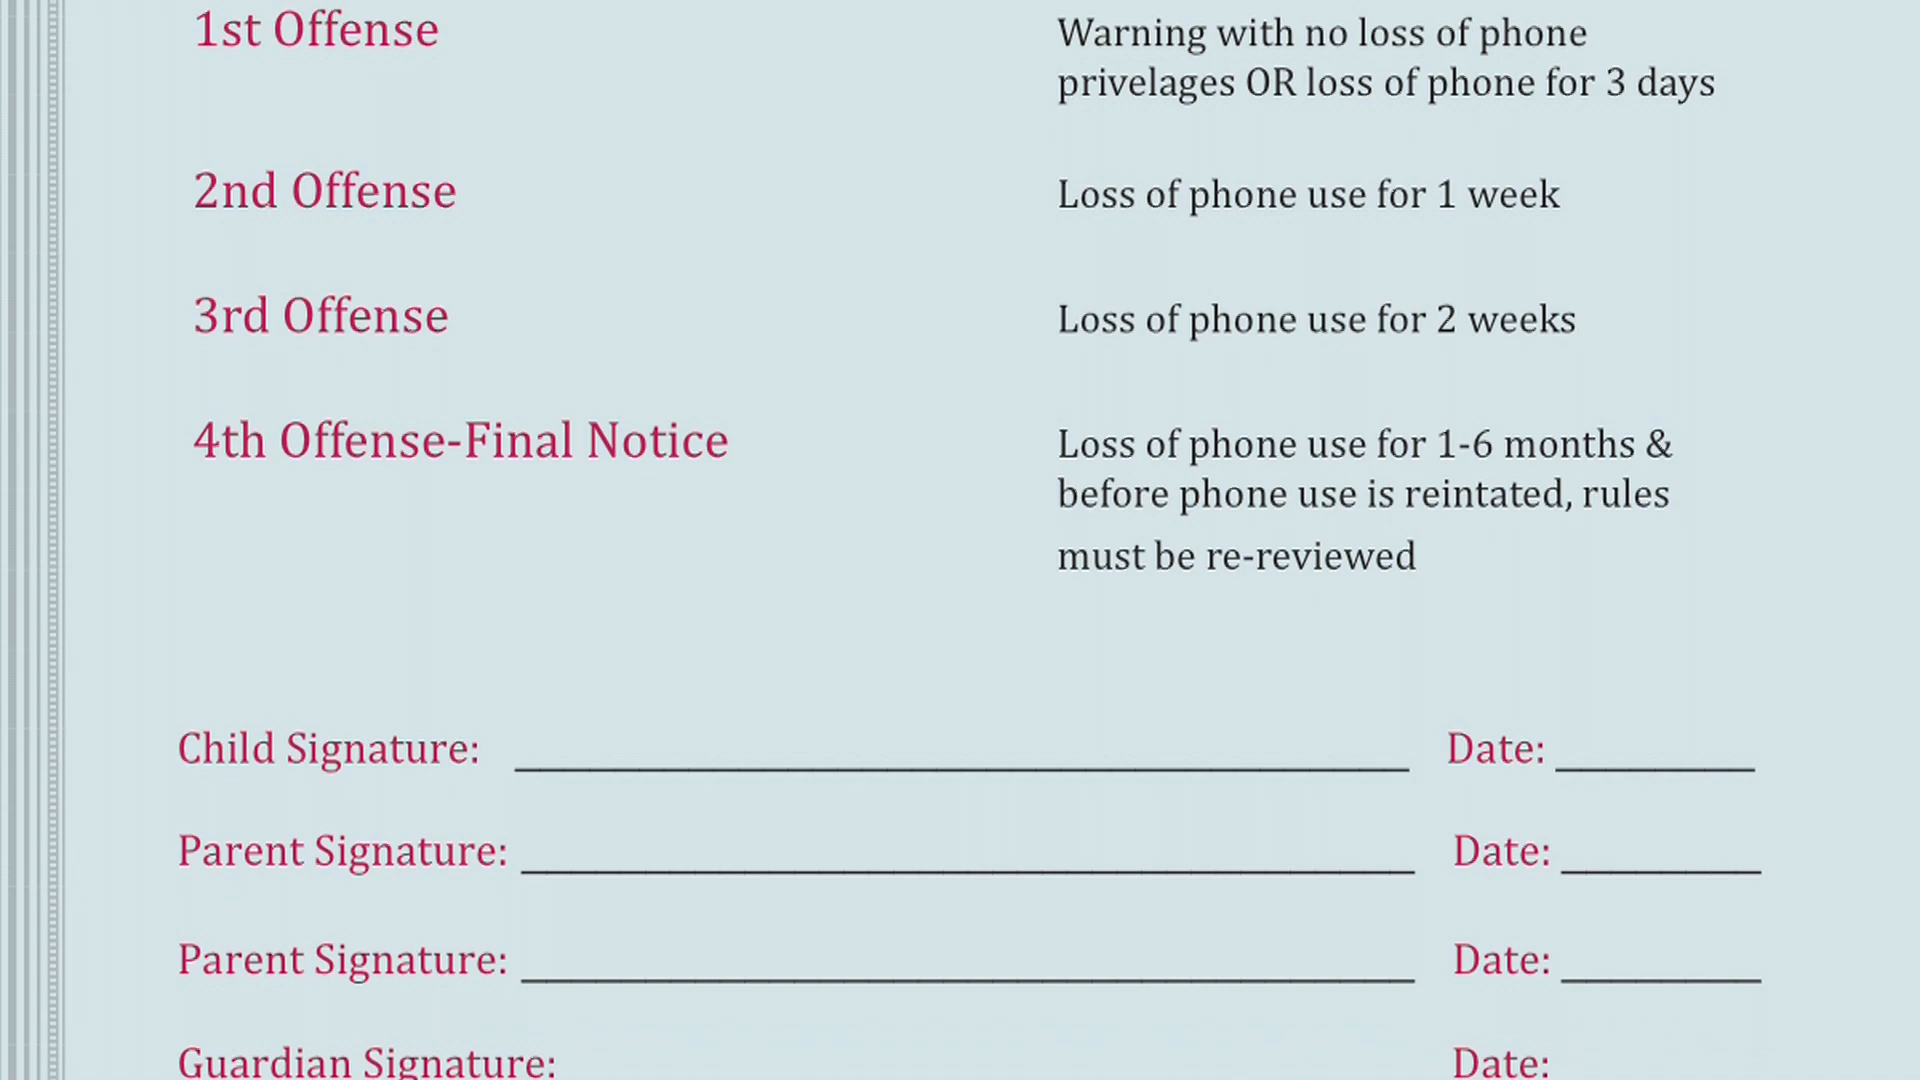 1st Offense
Warning with no loss of phone
privelages OR loss of phone for 3 days
2nd Offense
Loss of phone use for 1 week
3rd Offense
Loss of phone use for 2 weeks
4th Offense-Final Notice
Loss of phone use for 1-6 months &
before phone use is reintated, rules
must be re-reviewed
Child Signature: Date:
Parent Signature: Date:
Parent Signature: Date:
Guardian Signature: Date: